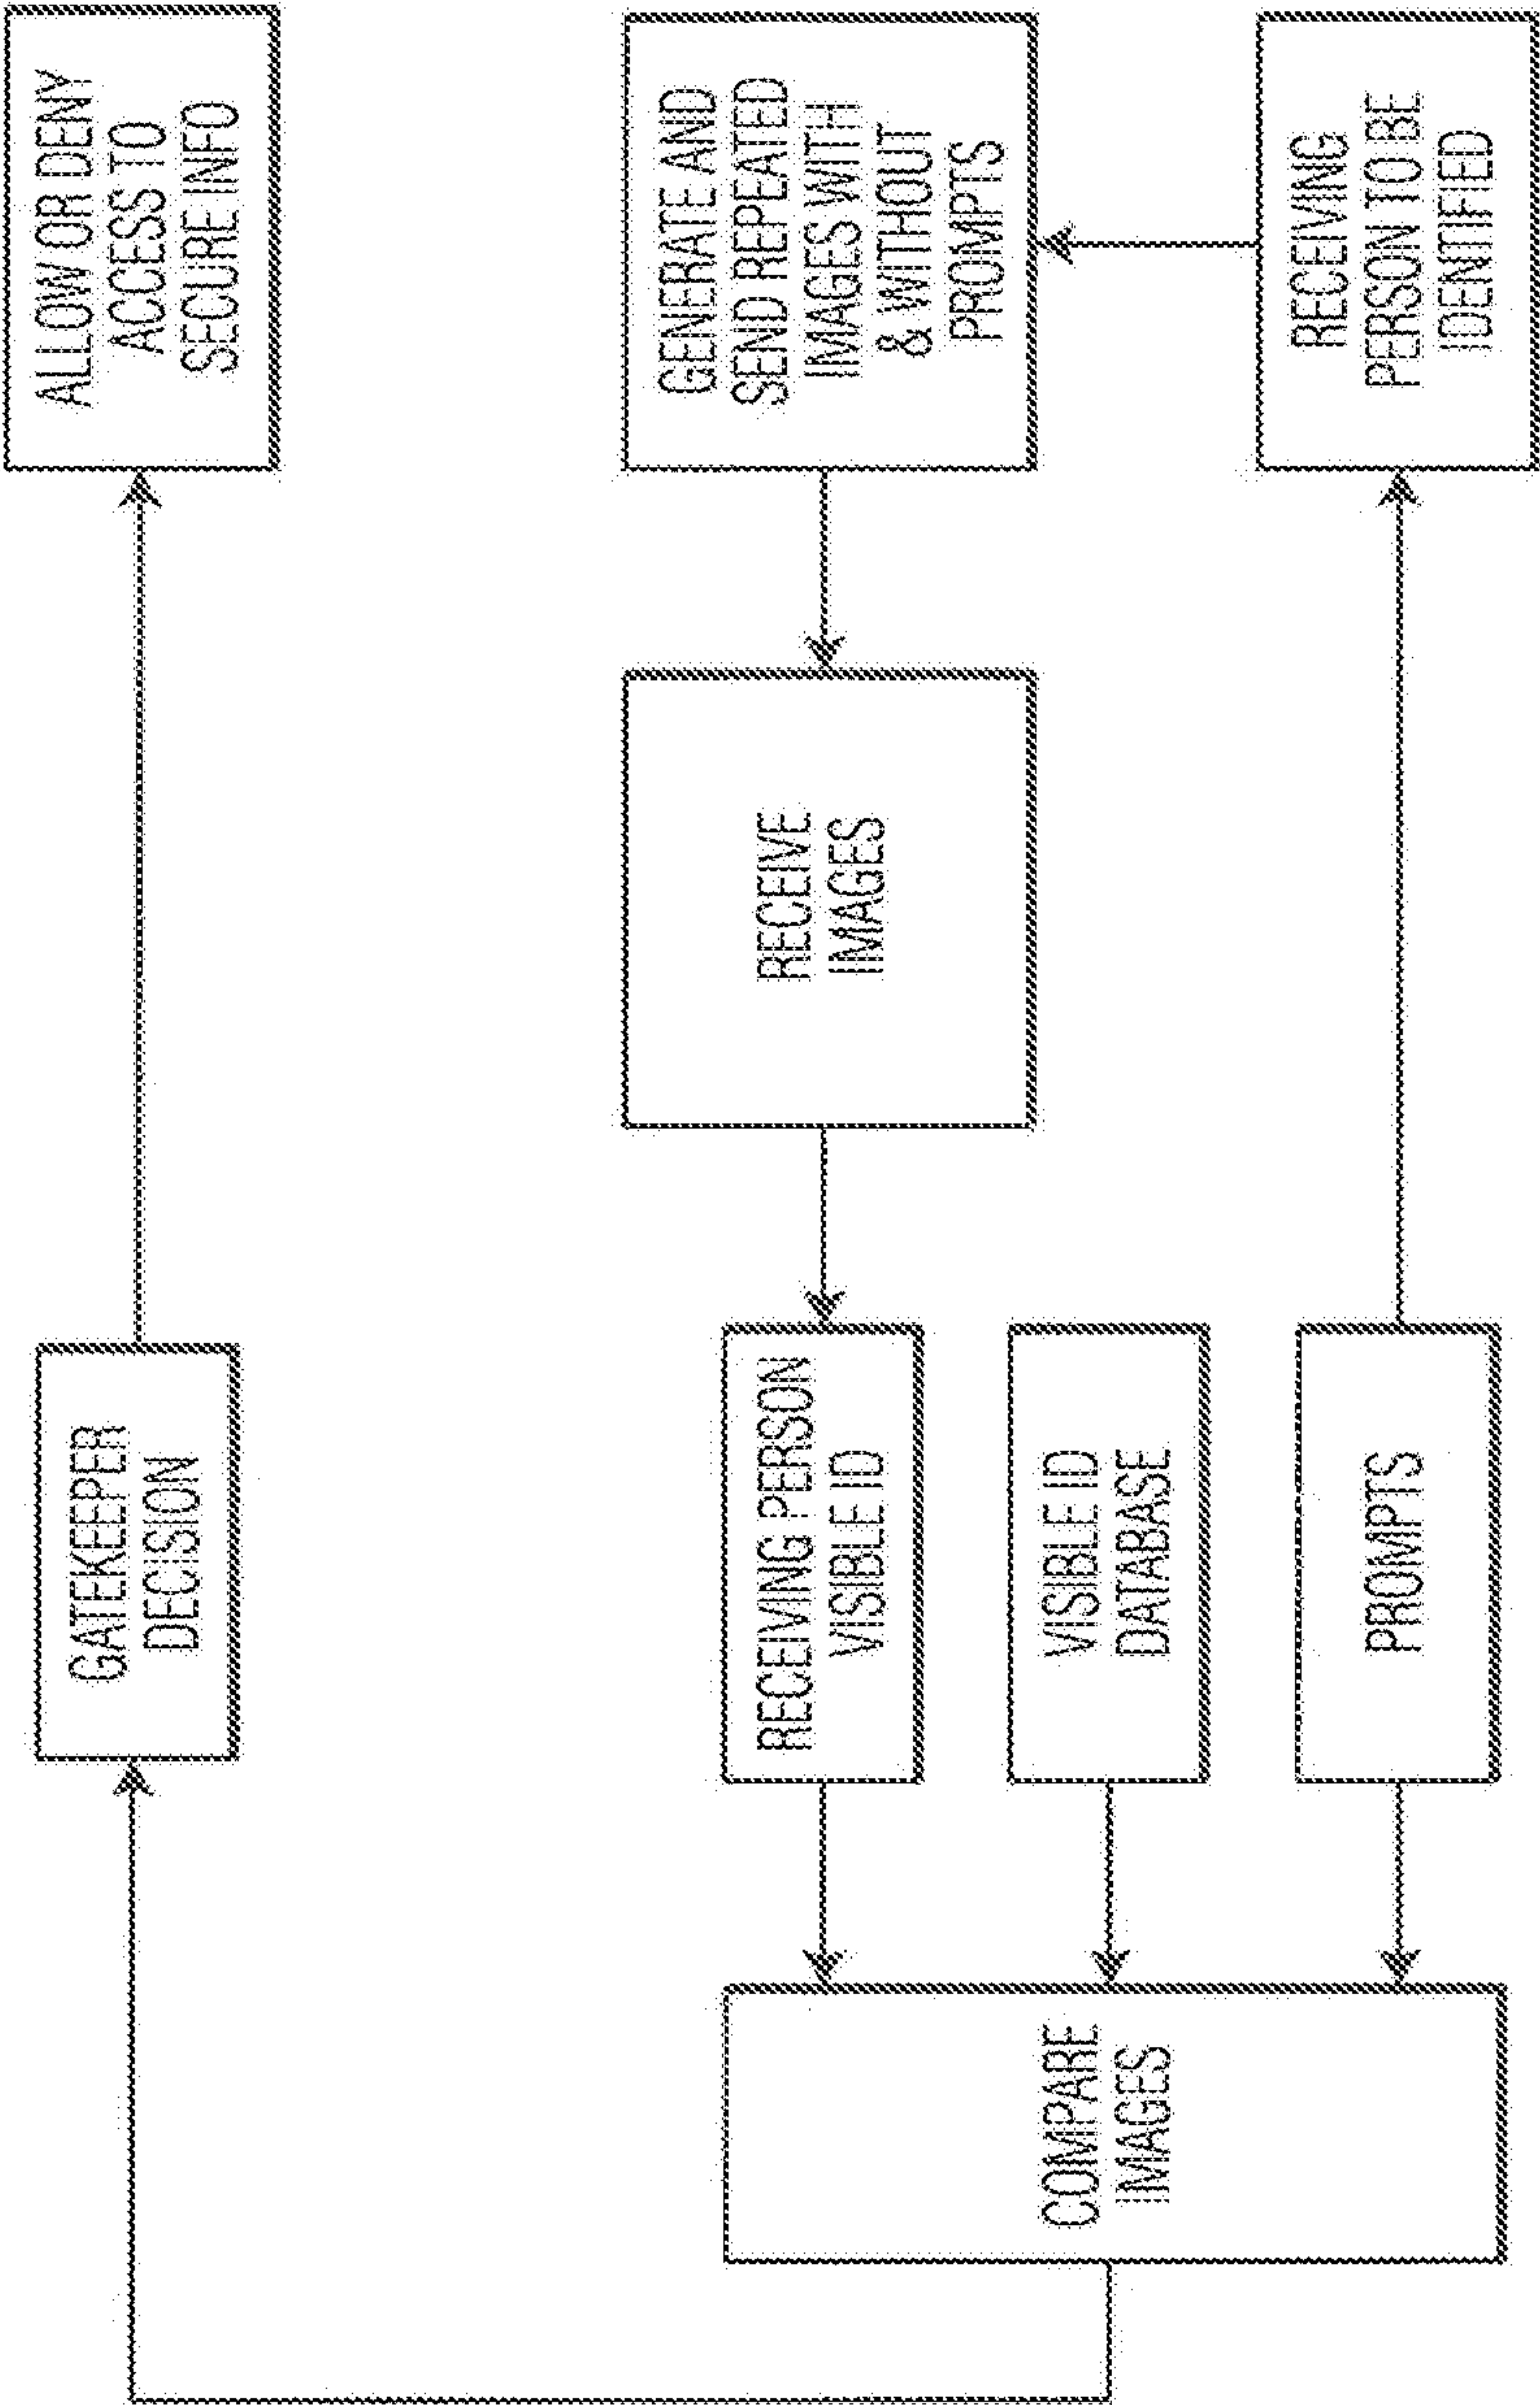 GATEKEEPER
DECISION
ALLOW OR DENY
ACCESS TO
SECURE INFO
COMPARE
IMAGES
RECEIVING PERSON
VISIBLE ID
RECEIVE
IMAGES
GENERATE AND
SEND REPEATED
IMAGES WITH
& WITHOUT
PROMPTS
VISIBLE ID
DATABASE
PROMPTS
RECEIVING
PERSON TO BE
IDENTIFIED